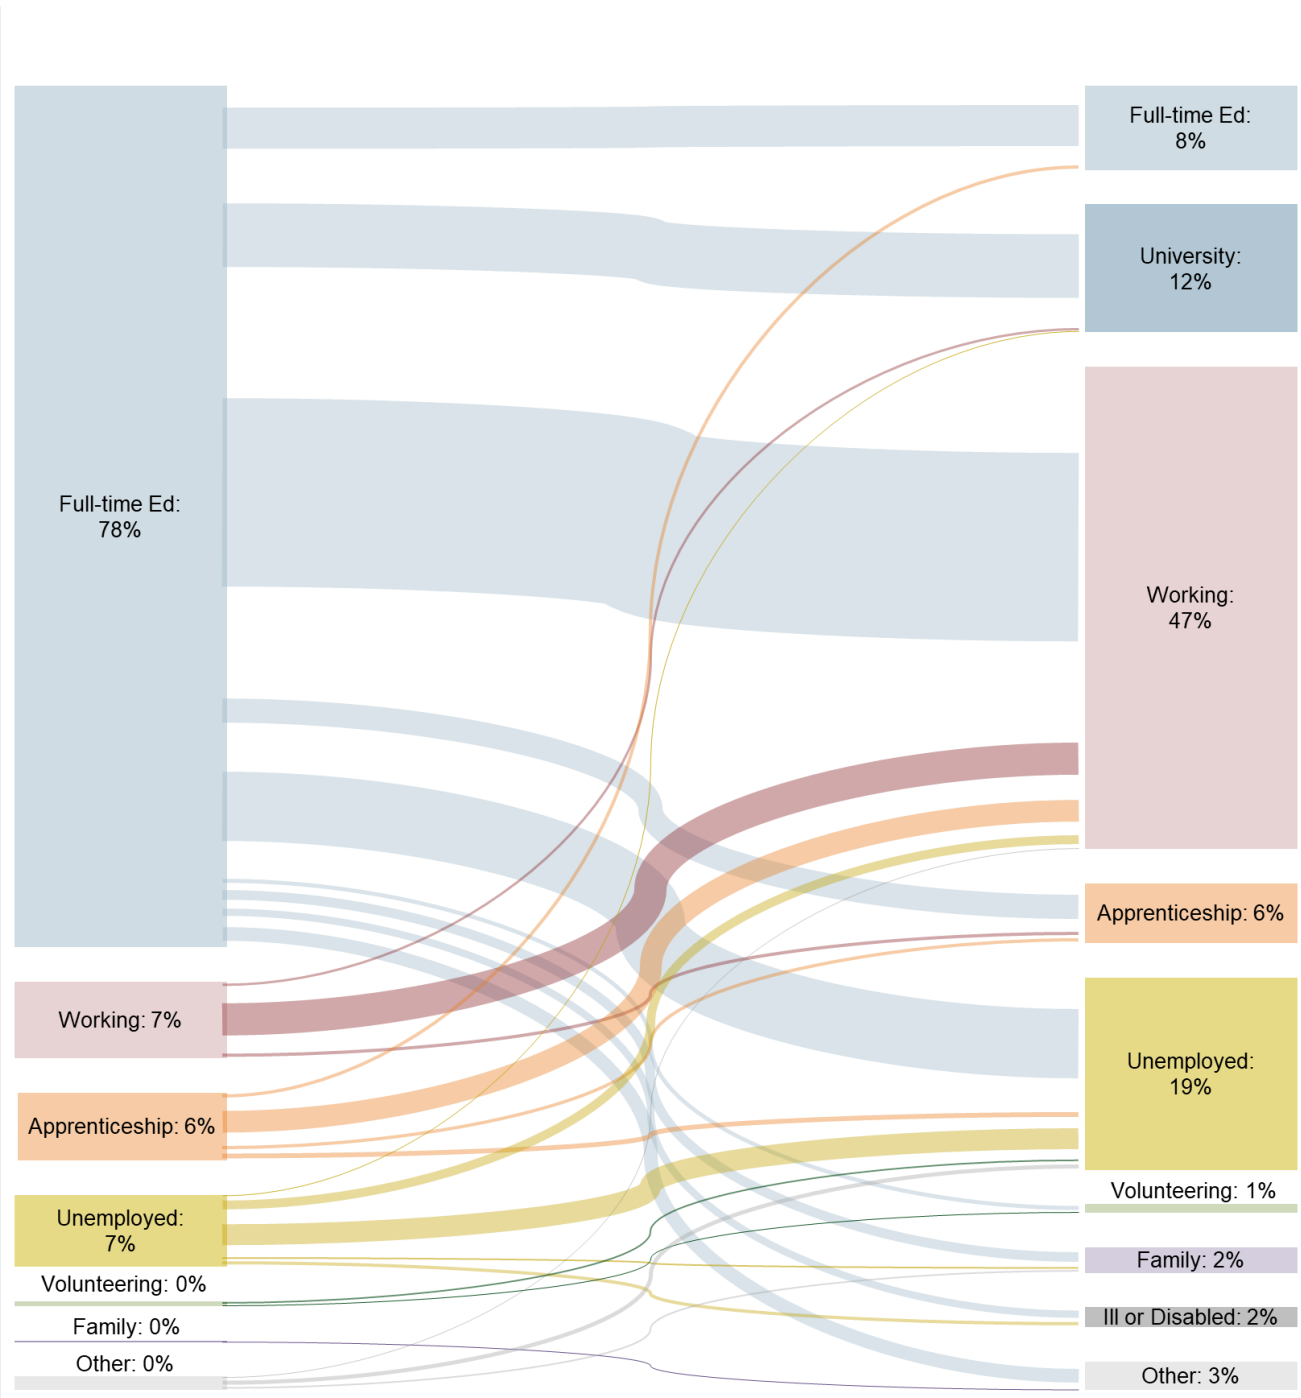 Full-time Ed:
78%
Working: 7%
Apprenticeship: 6%
Unemployed:
7%
Volunteering: 0%
Family: 0%
Other: 0%
Full-time Ed:
8%
University:
12%
Working:
47%
Apprenticeship: 6%
Unemployed:
19%
Volunteering: 1%
Family: 2%
Ill or Disabled: 2%
Other: 3%